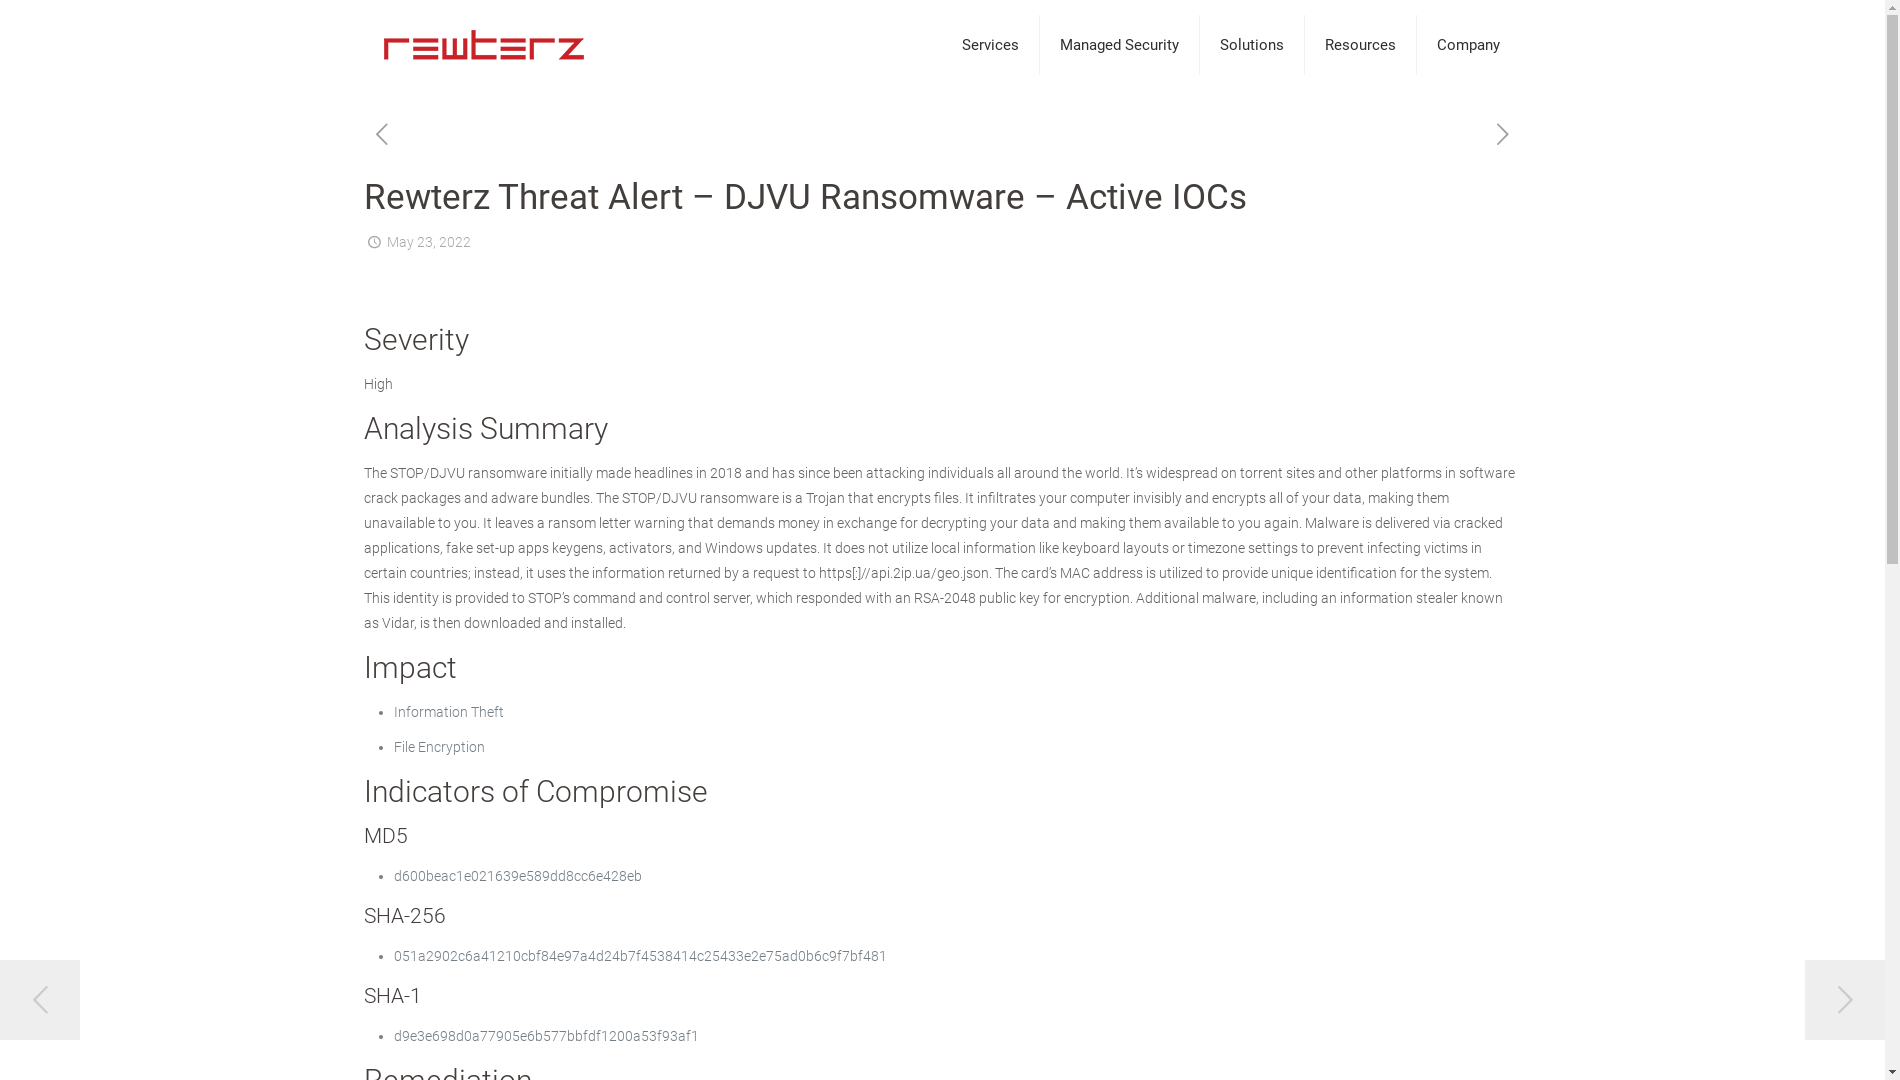 rewterz
Services
Managed Security
Solutions
Resources
Company
Rewterz Threat Alert – DJVU Ransomware – Active IOCs
May 23, 2022
Severity
High
Analysis Summary
The STOP/DJVU ransomware initially made headlines in 2018 and has since been attacking individuals all around the world. It’s widespread on torrent sites and other platforms in software
crack packages and adware bundles. The STOP/DJVU ransomware is a Trojan that encrypts files. It infiltrates your computer invisibly and encrypts all of your data, making them
unavailable to you. It leaves a ransom letter warning that demands money in exchange for decrypting your data and making them available to you again. Malware is delivered via cracked
applications, fake set-up apps keygens, activators, and Windows updates. It does not utilize local information like keyboard layouts or timezone settings to prevent infecting victims in
certain countries; instead, it uses the information returned by a request to https[:]//api.2ip.ua/geo.json. The card’s MAC address is utilized to provide unique identification for the system.
This identity is provided to STOP’s command and control server, which responded with an RSA-2048 public key for encryption. Additional malware, including an information stealer known
as Vidar, is then downloaded and installed.
Impact
Information Theft
File Encryption
Indicators of Compromise
MD5
d600beac1e021639e589dd8cc6e428eb
SHA-256
051a2902c6a41210cbf84e97a4d24b7f4538414c25433e2e75ad0b6c9f7bf481
SHA-1
d9e3e698d0a77905e6b577bbfdf1200a53f93af1
Remediation